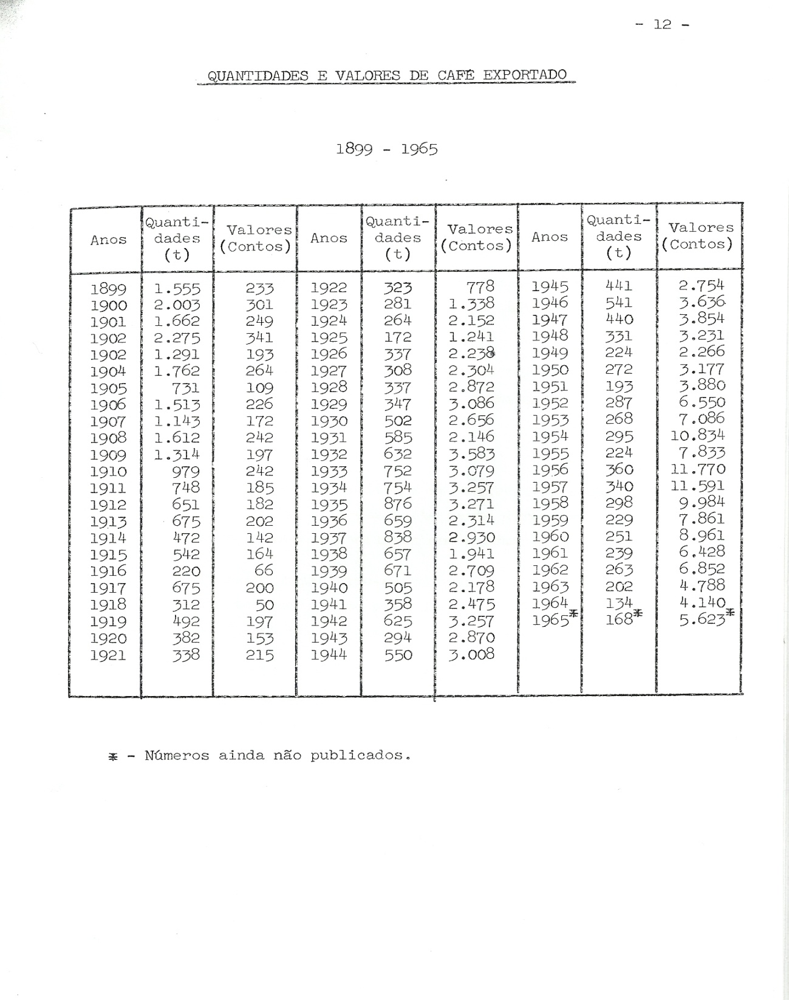 - 12 -
QUANTIDADES E VALORES DE CAFÉ EXPORTADO
1899 - 1965
Anos Quanti-dades (t) Valores (Contos) Anos Quanti-dades (t) Valores (Contos) Anos Quanti-dades (t) Valores (Contos)
1899 1.555 233 1922 323 778 1945 441 2.754
1900 2.003 301 1923 281 1.338 1946 541 3.636
1901 1.662 249 1924 264 2.152 1947 440 3.854
1902 2.275 341 1925 172 1.241 1948 331 3.231
1902 1.291 193 1926 337 2.238 1949 224 2.266
1904 1.762 264 1927 308 2.304 1950 272 3.177
1905 731 109 1928 337 2.872 1951 193 3.880
1906 1.513 226 1929 347 3.086 1952 287 6.550
1907 1.143 172 1930 502 2.656 1953 268 7.086
1908 1.612 242 1931 585 2.146 1954 295 10.834
1909 1.314 197 1932 632 3.583 1955 224 7.833
1910 979 242 1933 752 3.079 1956 360 11.770
1911 748 185 1934 754 3.257 1957 340 11.591
1912 651 182 1935 876 3.271 1958 298 9.984
1913 675 202 1936 659 2.314 1959 229 7.861
1914 472 142 1937 838 2.930 1960 251 8.961
1915 542 164 1938 657 1.941 1961 239 6.428
1916 220 66 1939 671 2.709 1962 263 6.852
1917 675 200 1940 505 2.178 1963 202 4.788
1918 312 50 1941 358 2.475 1964 134 4.140
1919 492 197 1942 625 3.257 1965* 168* 5.623*
1920 382 153 1943 294 2.870
1921 338 215 1944 550 3.008
* - Números ainda não publicados.